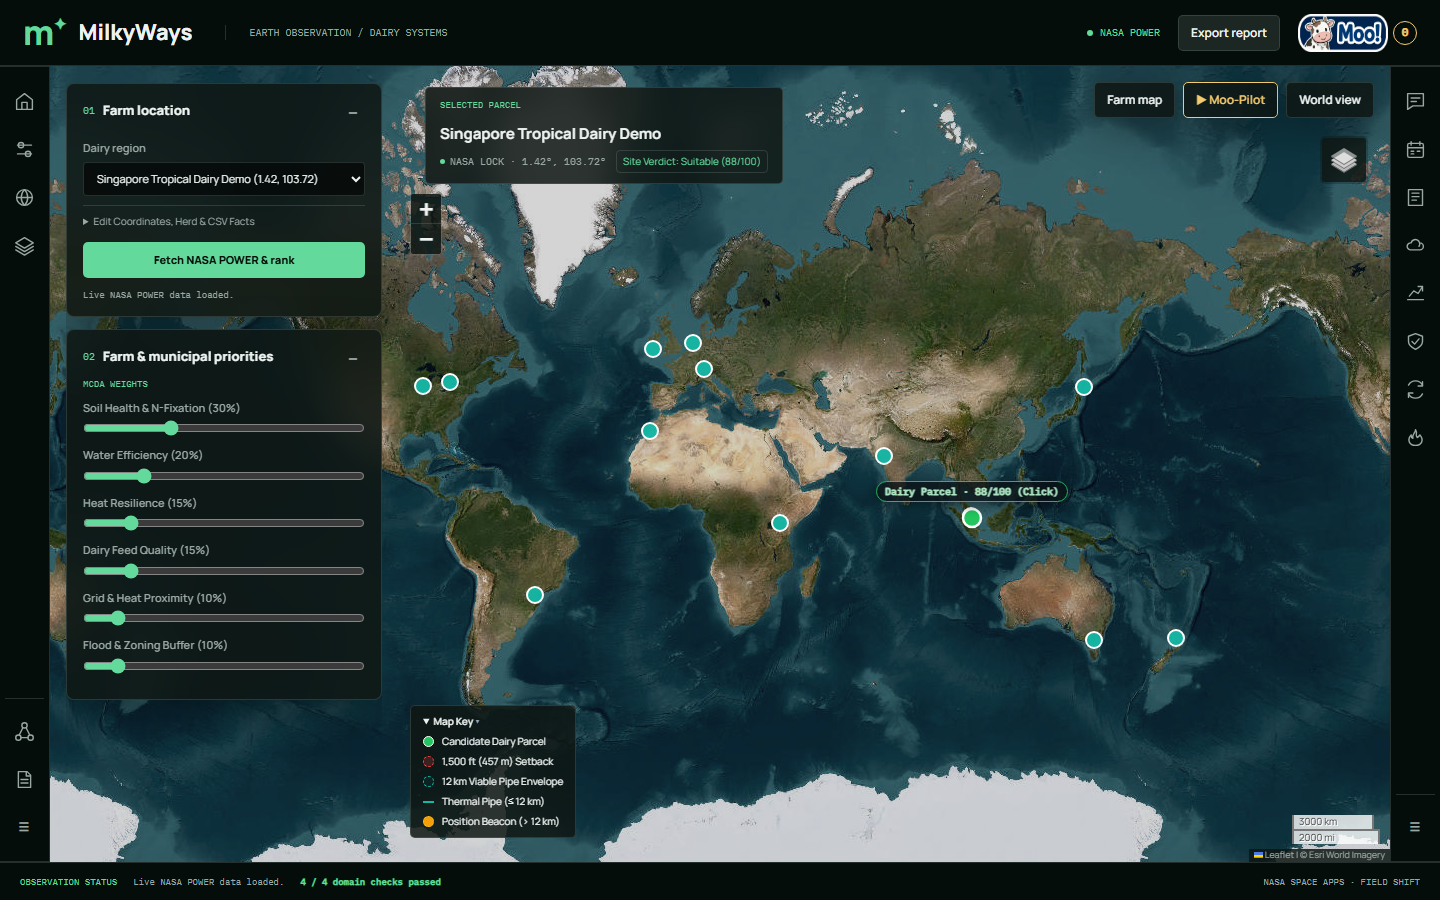 m MilkyWays
EARTH OBSERVATION / DAIRY SYSTEMS
NASA POWER
Export report
Moo!
0
01 Farm location
Dairy region
Singapore Tropical Dairy Demo (1.42, 103.72)
Edit Coordinates, Herd & CSV Facts
Fetch NASA POWER & rank
Live NASA POWER data loaded.
02 Farm & municipal priorities
MCDA WEIGHTS
Soil Health & N-Fixation (30%)
Water Efficiency (20%)
Heat Resilience (15%)
Dairy Feed Quality (15%)
Grid & Heat Proximity (10%)
Flood & Zoning Buffer (10%)
SELECTED PARCEL
Singapore Tropical Dairy Demo
NASA LOCK · 1.42°, 103.72° Site Verdict: Suitable (88/100)
+
−
Farm map
▶ Moo-Pilot
World view
Dairy Parcel - 88/100 (Click)
▼ Map Key
Candidate Dairy Parcel
1,500 ft (457 m) Setback
12 km Viable Pipe Envelope
Thermal Pipe (≤ 12 km)
Position Beacon (> 12 km)
3000 km
2000 mi
Leaflet | © Esri World Imagery
OBSERVATION STATUS Live NASA POWER data loaded. 4 / 4 domain checks passed
NASA SPACE APPS · FIELD SHIFT